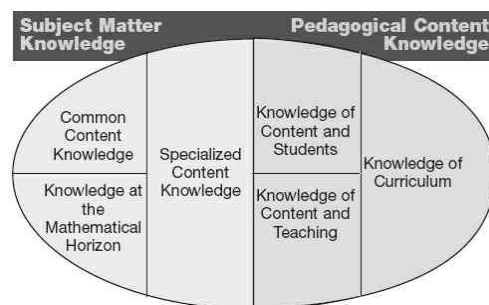 Subject Matter
Knowledge
Pedagogical Content
Knowledge
Common
Content
Knowledge
Knowledge at
the
Mathematical
Horizon
Specialized
Content
Knowledge
Knowledge of
Content and
Students
Knowledge of
Content and
Teaching
Knowledge of
Curriculum